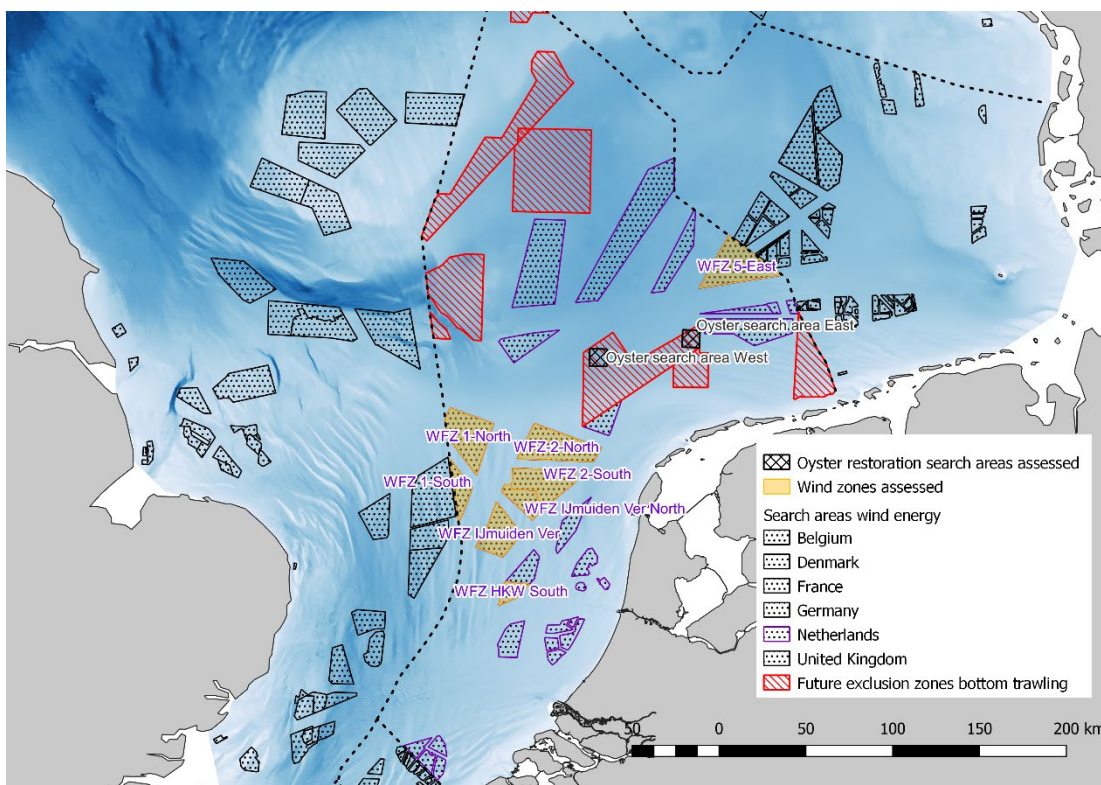 WFZ 5-East
Oyster search area East
Oyster search area West
WFZ 1-North
WFZ-2-North
WFZ 1-South
WFZ 2-South
WFZ IJmuiden Ver North
WFZ IJmuiden Ver
WFZ HKW South
Oyster restoration search areas assessed
Wind zones assessed
Search areas wind energy
Belgium
Denmark
France
Germany
Netherlands
United Kingdom
Future exclusion zones bottom trawling
50 0 50 100 150 200 km